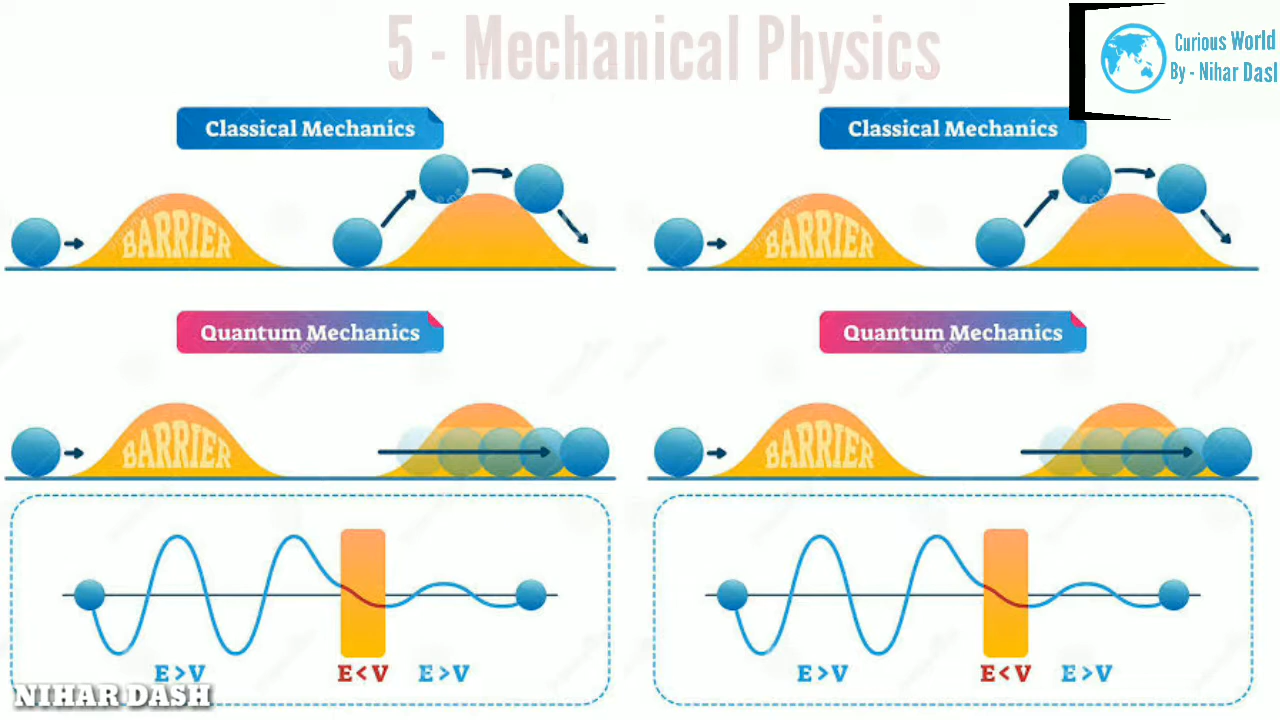 5 - Mechanical Physics
Curious World
By - Nihar Dasl
Classical Mechanics
Classical Mechanics
BARRIER
BARRIER
Quantum Mechanics
Quantum Mechanics
BARRIER
BARRIER
E > V E < V E > V
E > V E < V E > V
NIHAR DASH